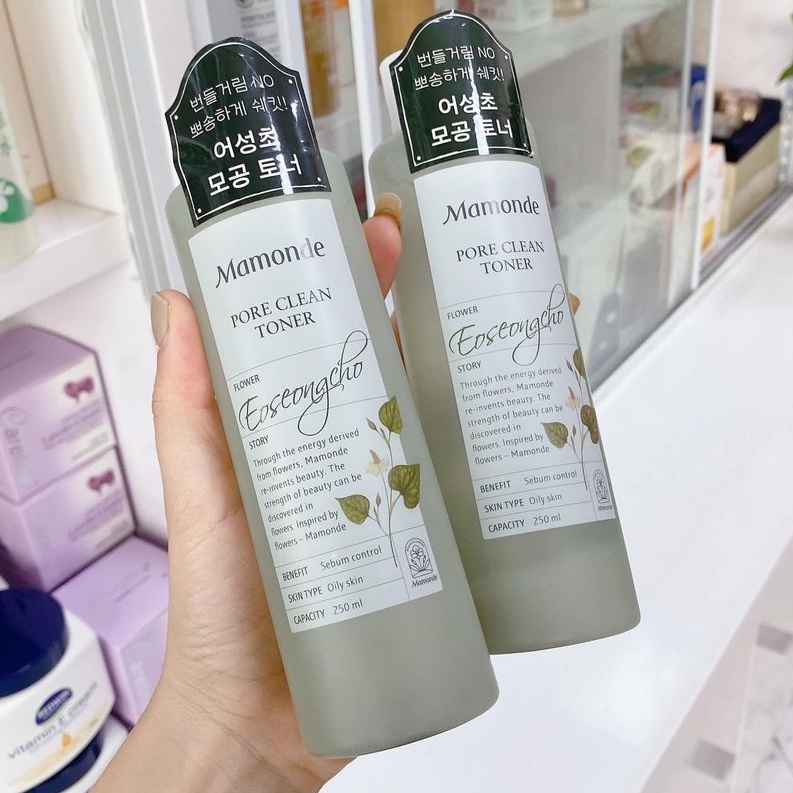 번들거림 NO
뽀송하게 쉐킷!!
어성초
모공 토너
Mamonde
PORE CLEAN
TONER
FLOWER
Eoseongcho
STORY
Through the energy derived
from flowers, Mamonde
re-invents beauty. The
strength of beauty can be
discovered in
flowers. Inspired by
flowers – Mamonde
BENEFIT Sebum control
SKIN TYPE Oily skin
CAPACITY 250 ml
Mamonde
번들거림 NO
뽀송하게 쉐킷!!
어성초
모공 토너
Mamonde
PORE CLEAN
TONER
FLOWER
Eoseongcho
STORY
Through the energy derived
from flowers, Mamonde
re-invents beauty. The
strength of beauty can be
discovered in
flowers. Inspired by
flowers – Mamonde
BENEFIT Sebum control
SKIN TYPE Oily skin
CAPACITY 250 ml
Mamonde
Care
REDWIN
vitamin E cream